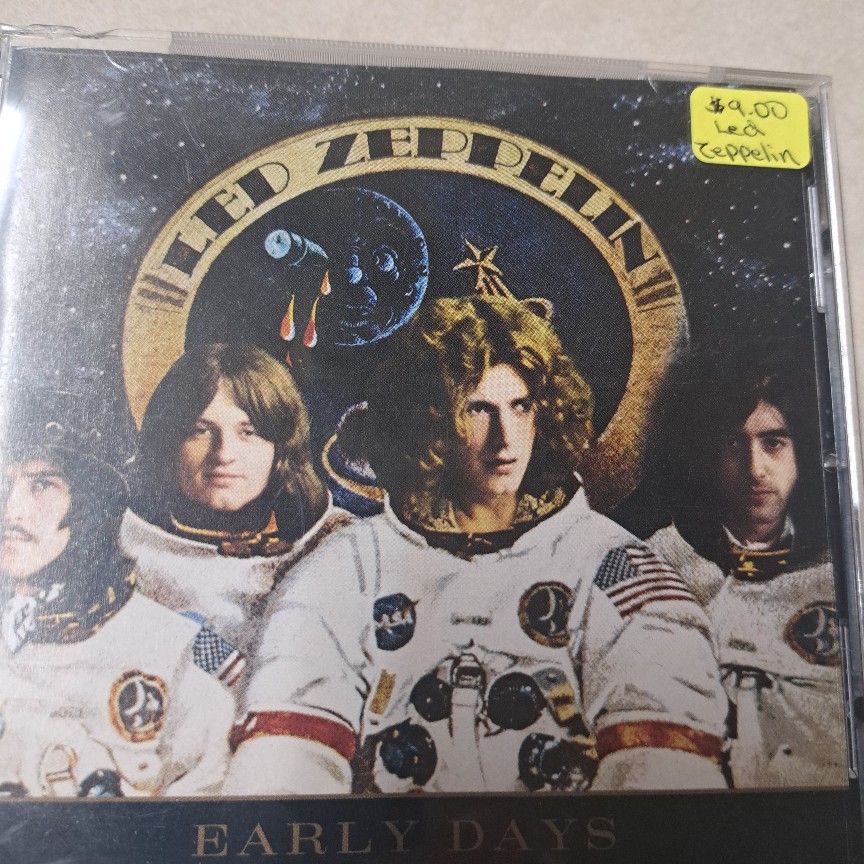 $9.00
Led
Zeppelin
LED ZEPPELIN
EARLY DAYS